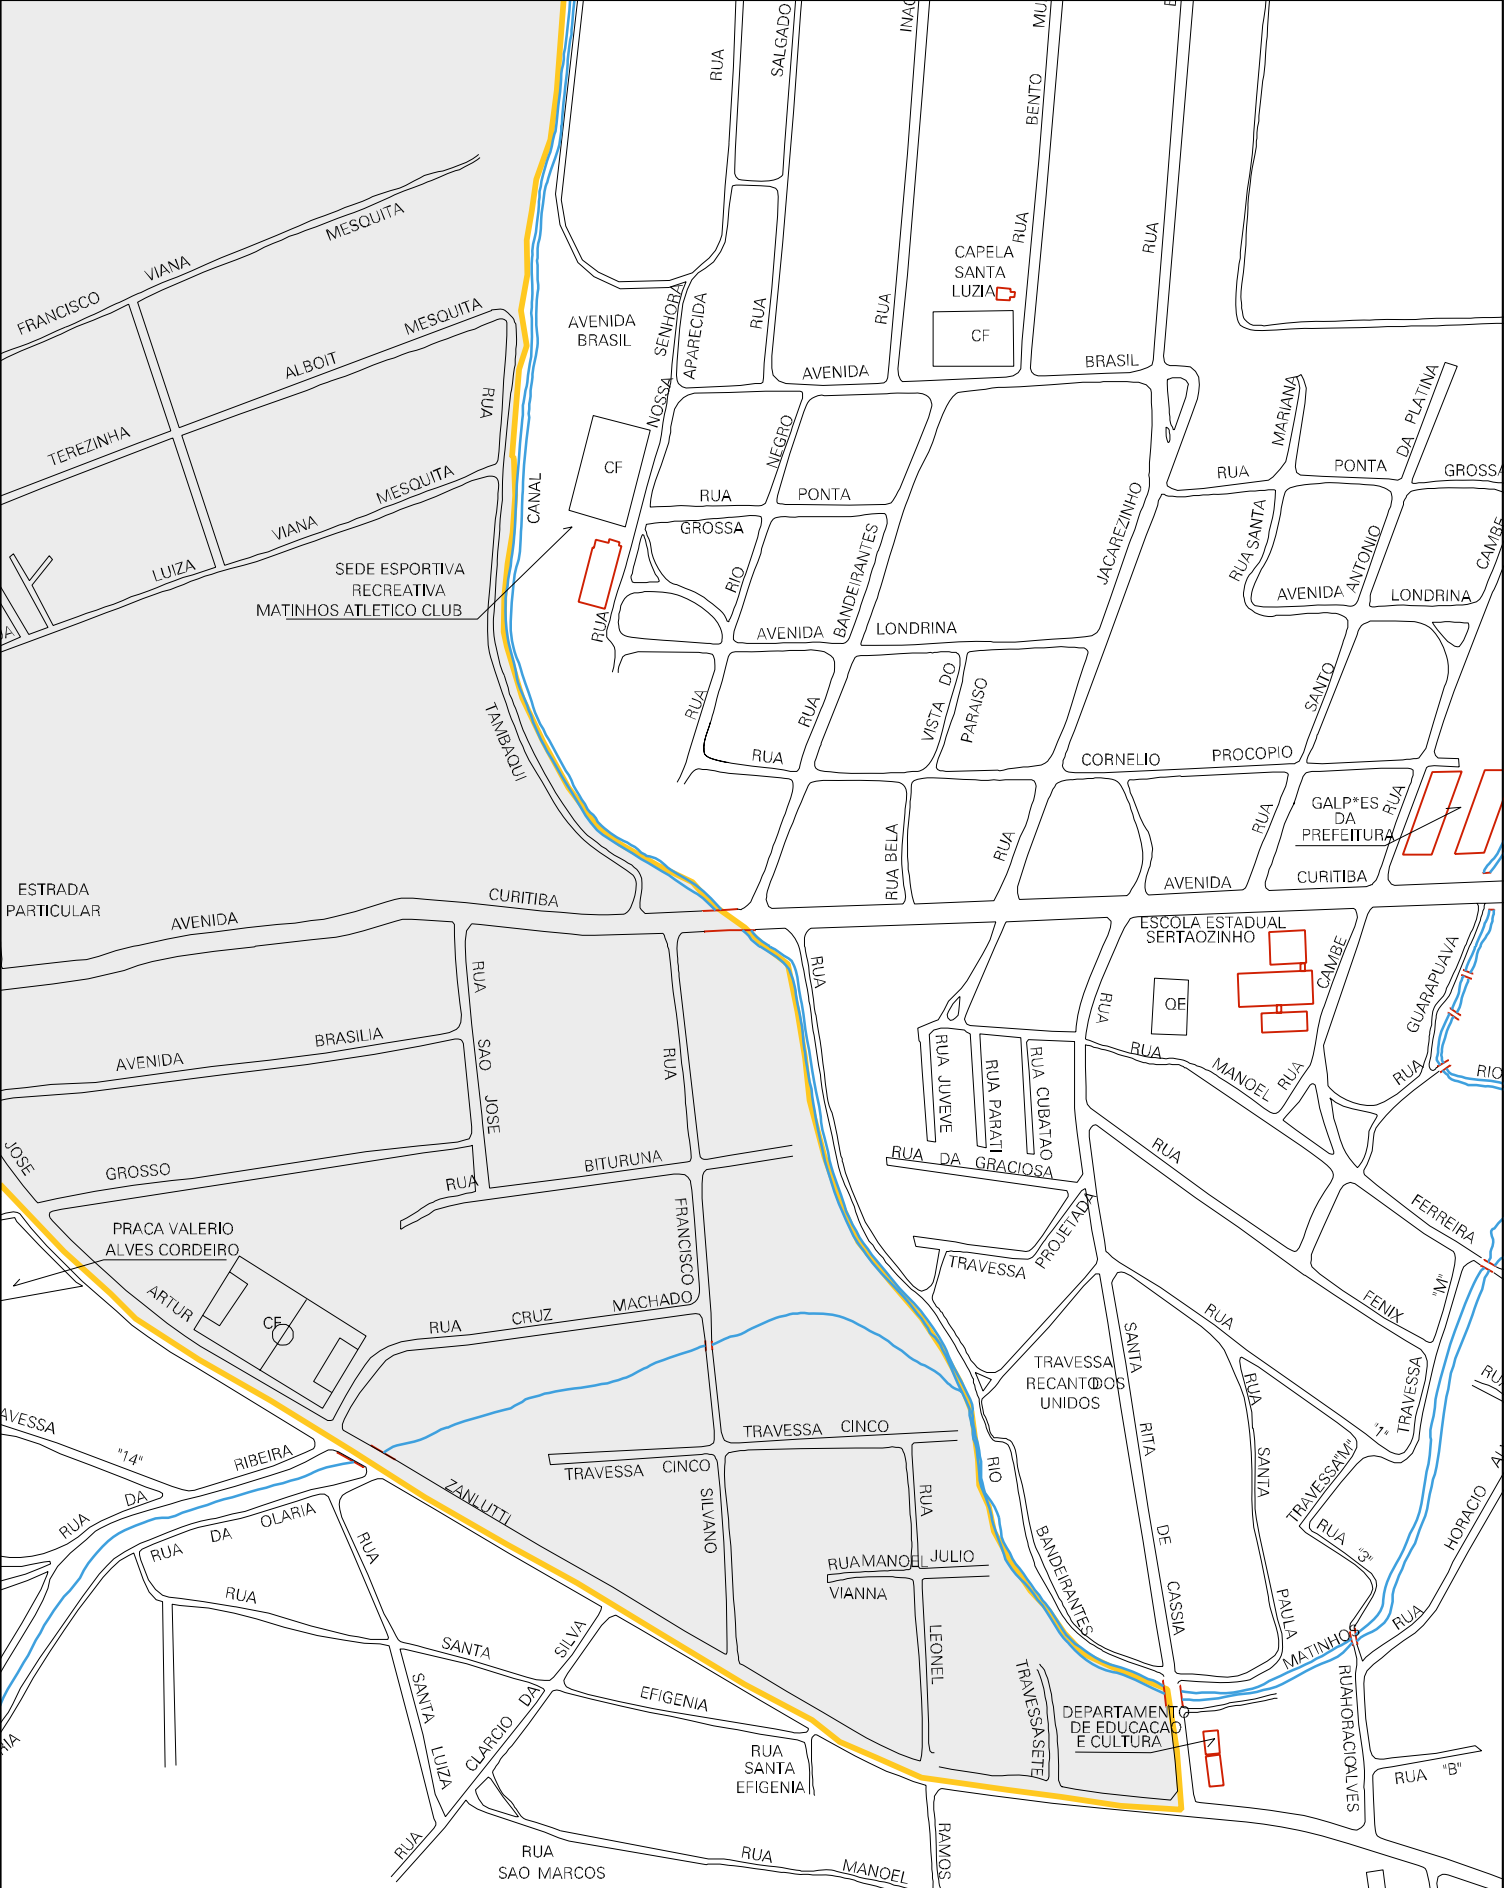 RUA
SALGADO
BENTO
RUA
RUA
FRANCISCO
VIANA
MESQUITA
CAPELA
SANTA
LUZIA
CF
AVENIDA
BRASIL
NOSSA
SENHORA
APARECIDA
RUA
RUA
AVENIDA
BRASIL
TEREZINHA
ALBOIT
MESQUITA
RUA
CANAL
CF
NEGRO
MARIANA
DA PLATINA
RUA
PONTA
GROSSA
RUA
PONTA
GROSSA
LUIZA
VIANA
MESQUITA
SEDE ESPORTIVA
RECREATIVA
MATINHOS ATLETICO CLUB
RUA
RIO
BANDEIRANTES
JACAREZINHO
RUA SANTA
ANTONIO
CAMBE
AVENIDA
LONDRINA
AVENIDA
LONDRINA
TAMBAQUI
RUA
RUA
VISTA
DO
PARAISO
SANTO
RUA
CORNELIO
PROCOPIO
RUA BELA
RUA
RUA
RUA
GALP*ES
DA
PREFEITURA
ESTRADA
PARTICULAR
AVENIDA
CURITIBA
AVENIDA
CURITIBA
ESCOLA ESTADUAL
SERTAOZINHO
RUA
RUA
RUA
QE
CAMBE
GUARAPUAVA
AVENIDA
BRASILIA
SAO
JOSE
RUA
RUA JUVEVE
RUA PARATI
RUA CUBATAO
RUA
MANOEL
RUA
RUA
RIO
JOSE
GROSSO
RUA
BITURUNA
RUA DA GRACIOSA
RUA
FERREIRA
PRACA VALERIO
ALVES CORDEIRO
FRANCISCO
TRAVESSA
PROJETADA
ARTUR
CF
RUA
CRUZ
MACHADO
FENIX
"M"
RUA
SANTA
TRAVESSA
RECANTO DOS
UNIDOS
RUA
TRAVESSA
AVESSA
"14"
RIBEIRA
TRAVESSA CINCO
TRAVESSA CINCO
RITA
"1"
TRAVESSA "M"
RUA
DA
ZANLUTTI
SILVANO
RUA
RIO
SANTA
HORACIO
RUA
DA
OLARIA
RUA
RUA MANOEL JULIO
VIANNA
BANDEIRANTES
DE
RUA
"3"
RUA
CASSIA
PAULA
RUA
SANTA
SILVA
LEONEL
MATINHOS
SANTA
LUIZA
CLARCIO
DA
EFIGENIA
TRAVESSA SETE
DEPARTAMENTO
DE EDUCACAO
E CULTURA
RUA HORACIO ALVES
RUA
SANTA
EFIGENIA
RUA "B"
RUA
RUA
SAO MARCOS
RUA
MANOEL
RAMOS